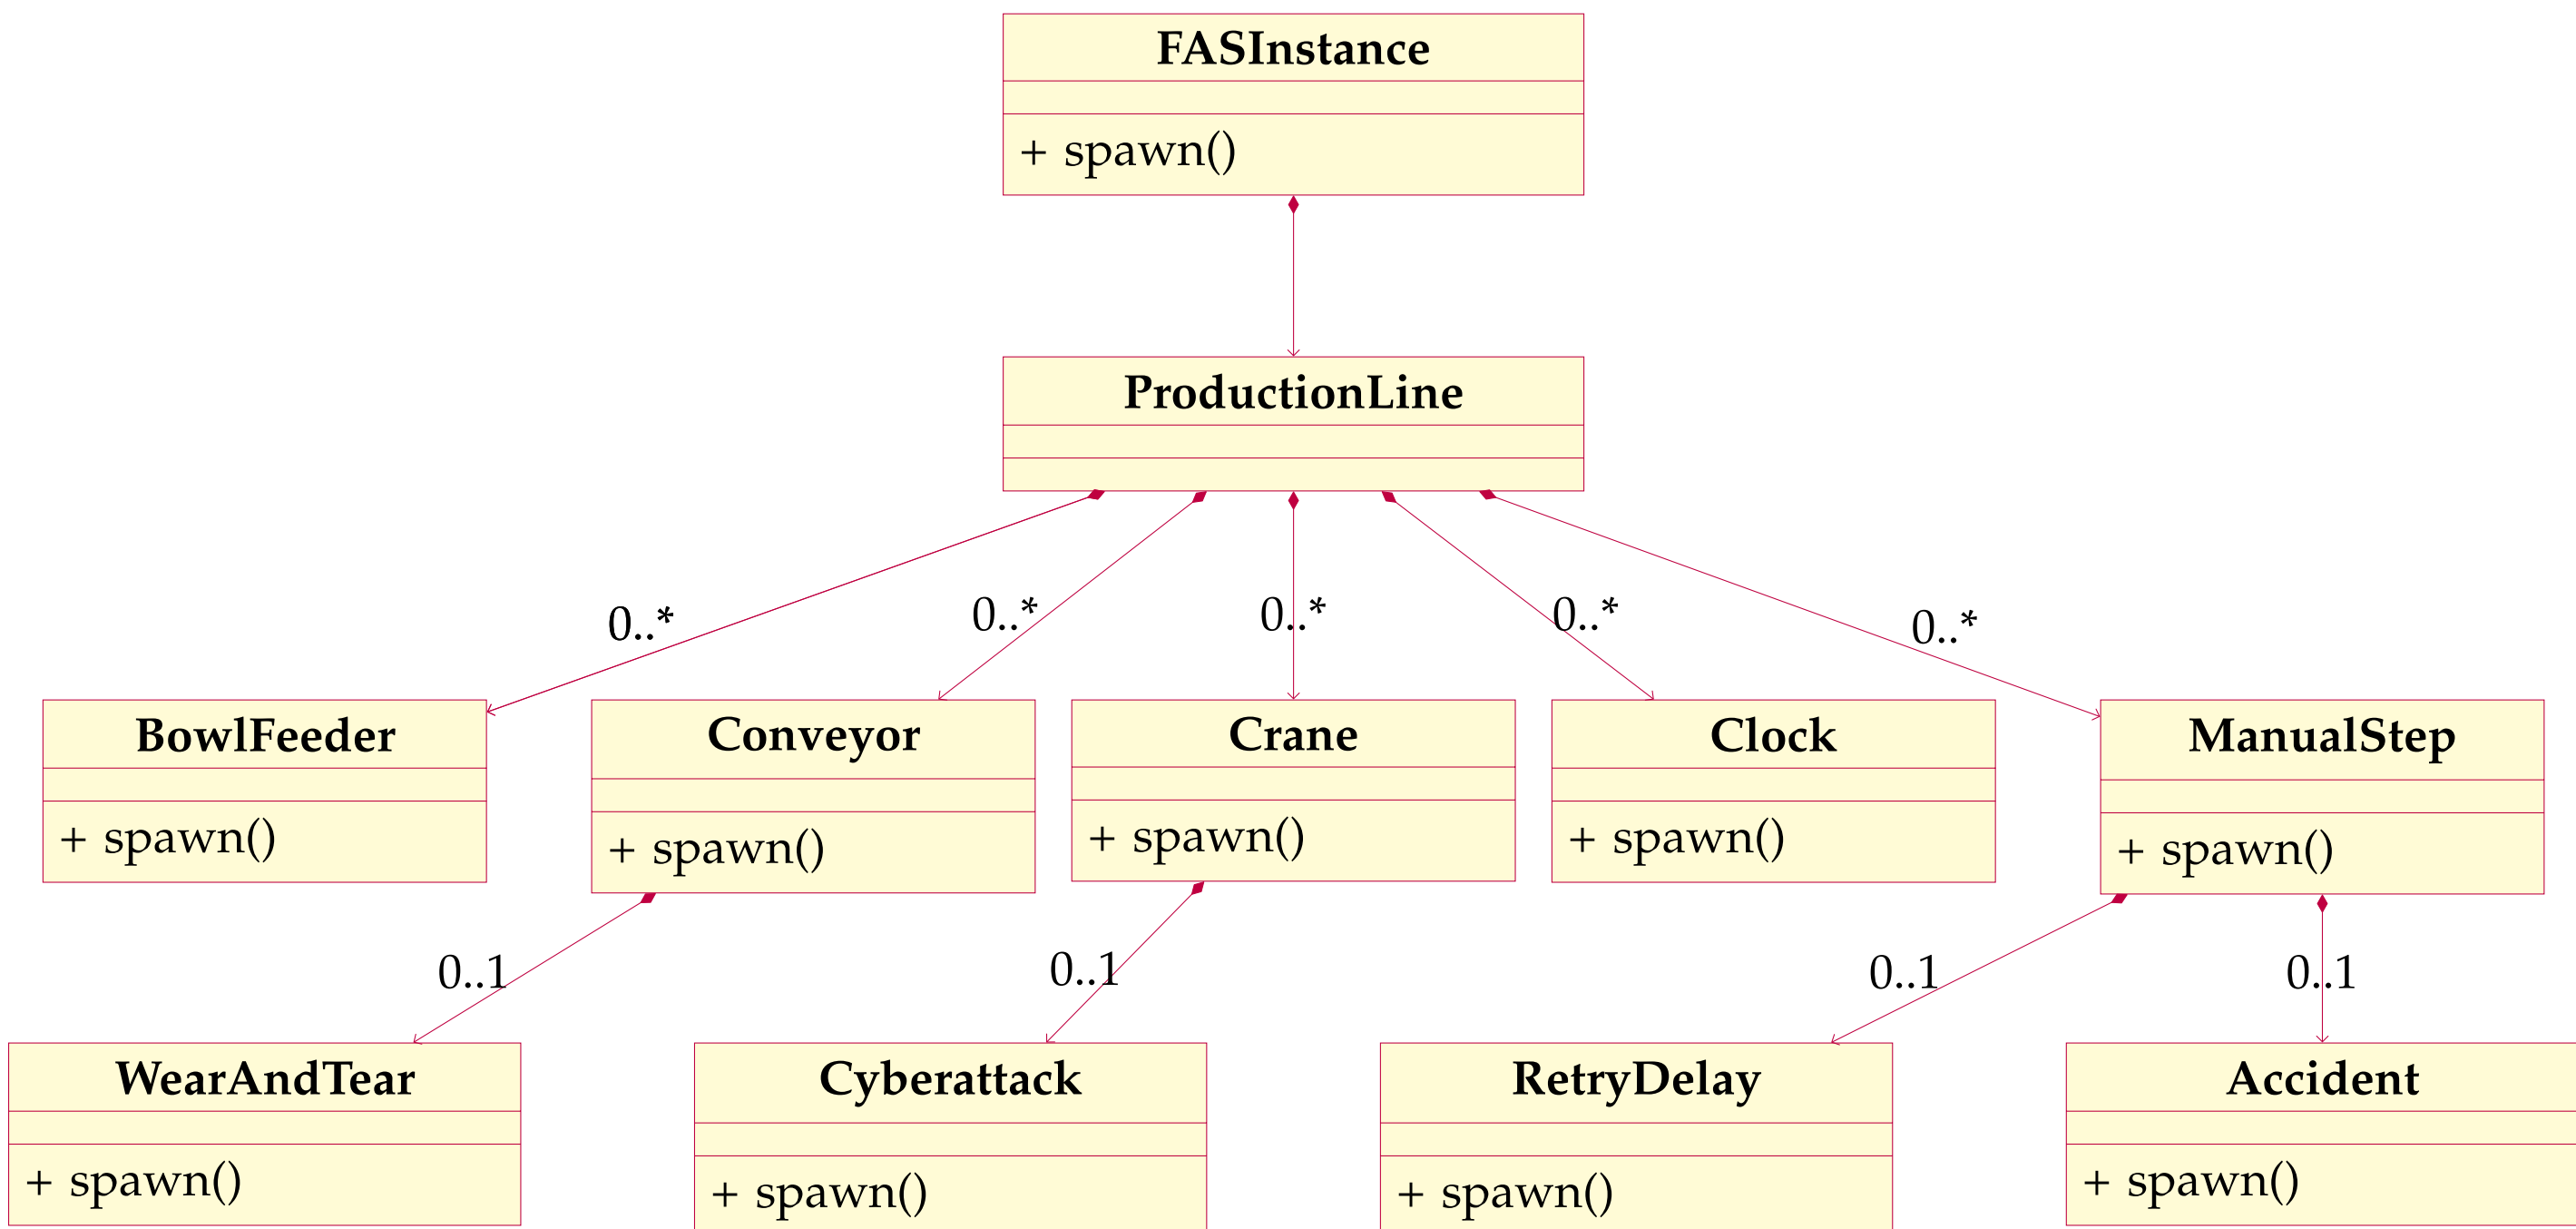 FASInstance
+ spawn()
ProductionLine
0..*
0..*
0..*
0..*
0..*
BowlFeeder
+ spawn()
Conveyor
+ spawn()
Crane
+ spawn()
Clock
+ spawn()
ManualStep
+ spawn()
0..1
0..1
0..1
0..1
WearAndTear
+ spawn()
Cyberattack
+ spawn()
RetryDelay
+ spawn()
Accident
+ spawn()